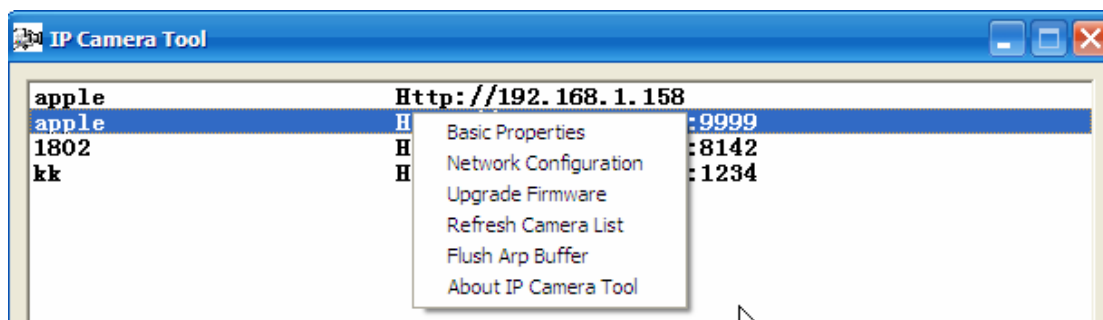 IP Camera Tool
apple Http://192.168.1.158
apple H :9999
1802 H :8142
kk H :1234
Basic Properties
Network Configuration
Upgrade Firmware
Refresh Camera List
Flush Arp Buffer
About IP Camera Tool